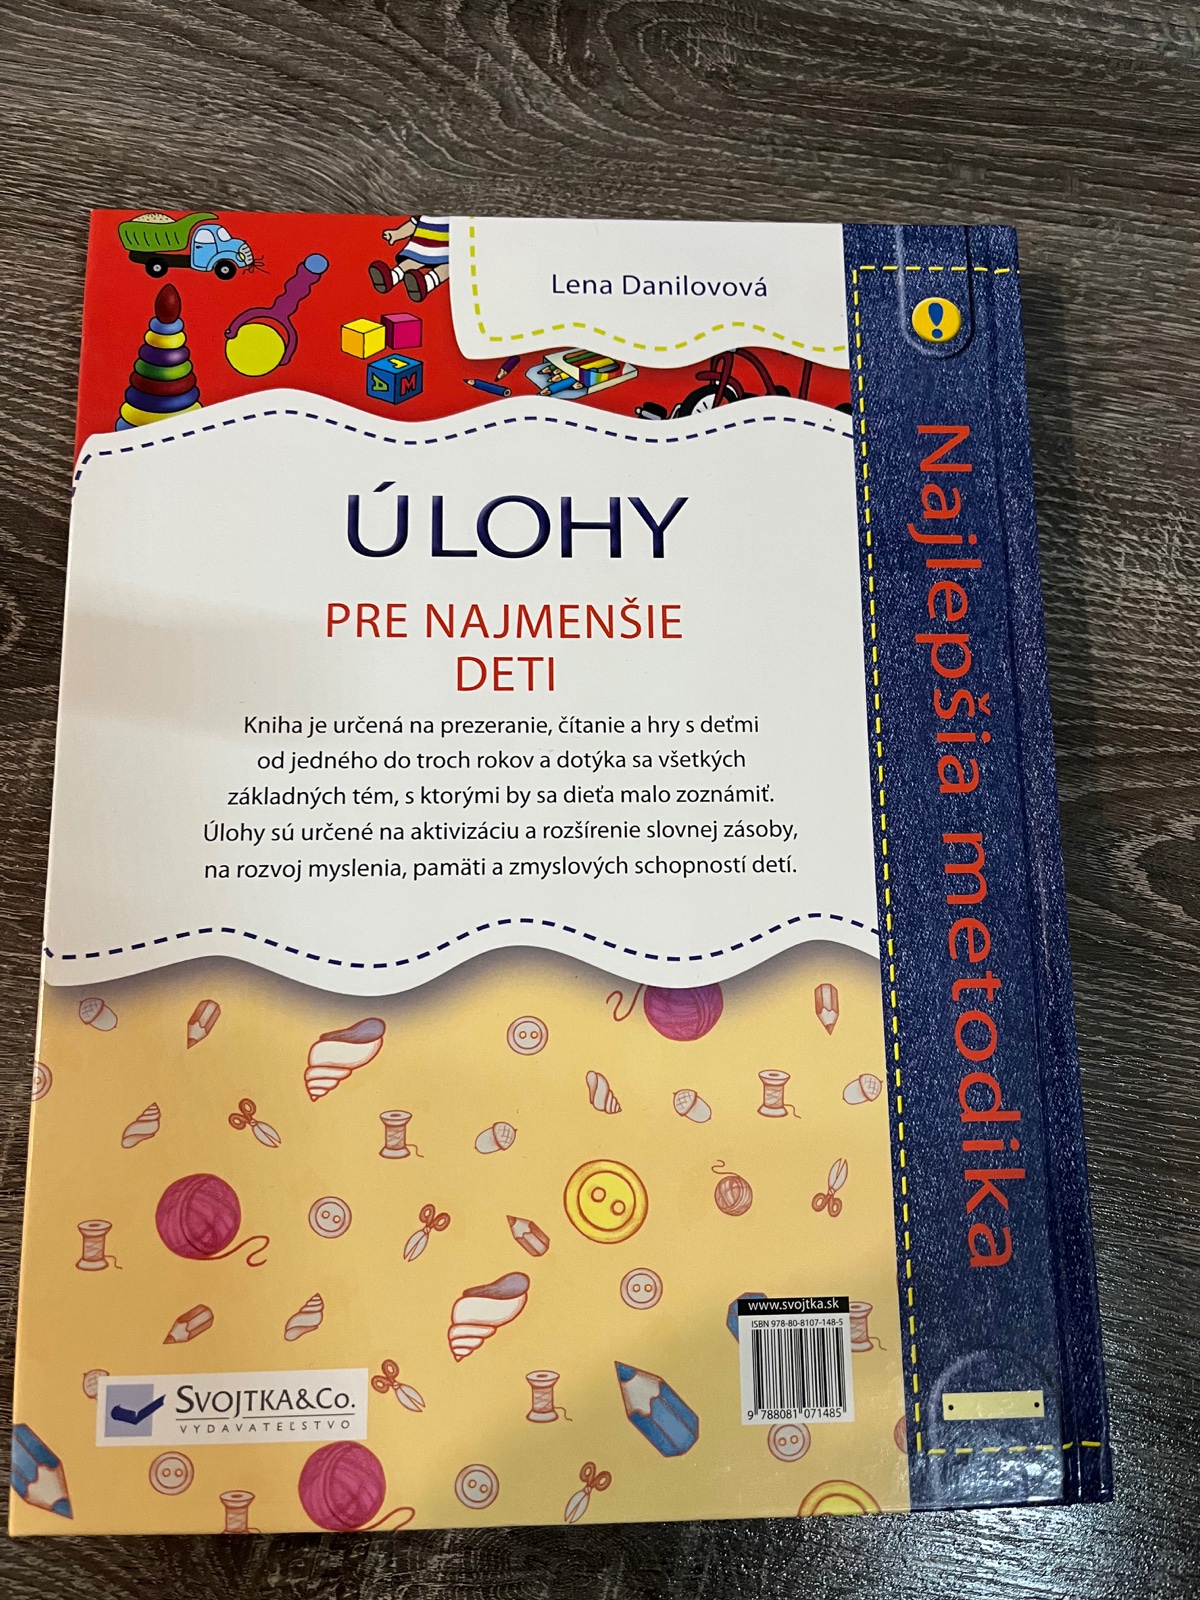 Lena Danilovová
ÚLOHY
PRE NAJMENŠIE
DETI
Kniha je určená na prezeranie, čítanie a hry s deťmi
od jedného do troch rokov a dotýka sa všetkých
základných tém, s ktorými by sa dieťa malo zoznámiť.
Úlohy sú určené na aktivizáciu a rozšírenie slovnej zásoby,
na rozvoj myslenia, pamäti a zmyslových schopností detí.
Najlepšia metodika
www.svojtka.sk
ISBN 978-80-8107-148-5
9 788081 071485
SVOJTKA&CO.
VYDAVATEĽSTVO